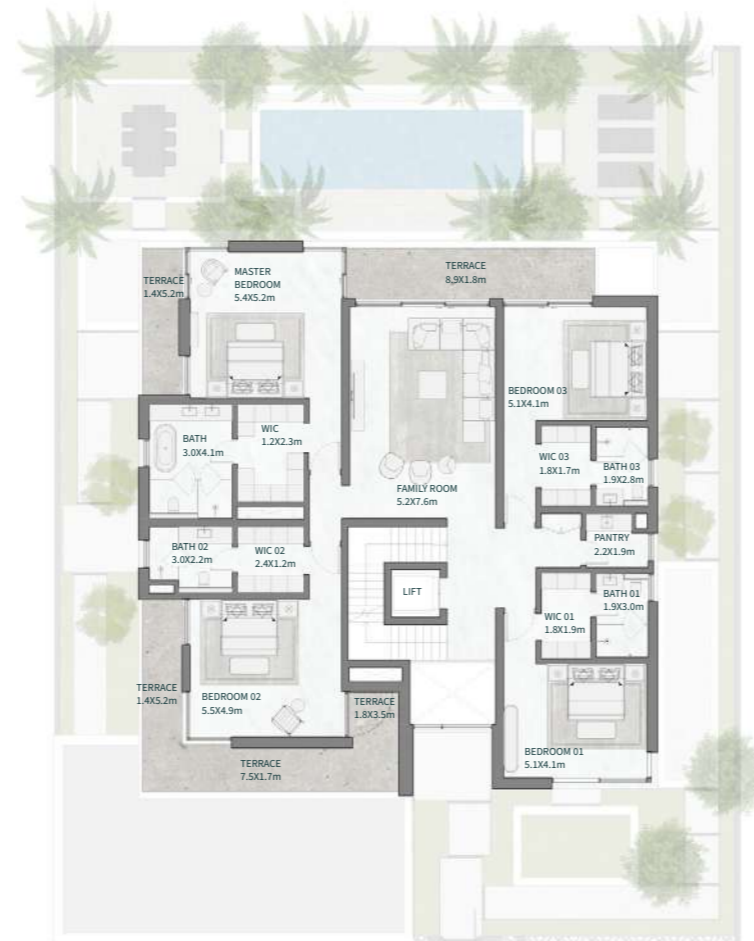 TERRACE
8,9X1.8m
MASTER
BEDROOM
5.4X5.2m
TERRACE
1.4X5.2m
BEDROOM 03
5.1X4.1m
WIC
1.2X2.3m
BATH
3.0X4.1m
WIC 03
1.8X1.7m
BATH 03
1.9X2.8m
FAMILY ROOM
5.2X7.6m
PANTRY
2.2X1.9m
BATH 02
3.0X2.2m
WIC 02
2.4X1.2m
LIFT
BATH 01
1.9X3.0m
WIC 01
1.8X1.9m
TERRACE
1.4X5.2m
BEDROOM 02
5.5X4.9m
TERRACE
1.8X3.5m
BEDROOM 01
5.1X4.1m
TERRACE
7.5X1.7m